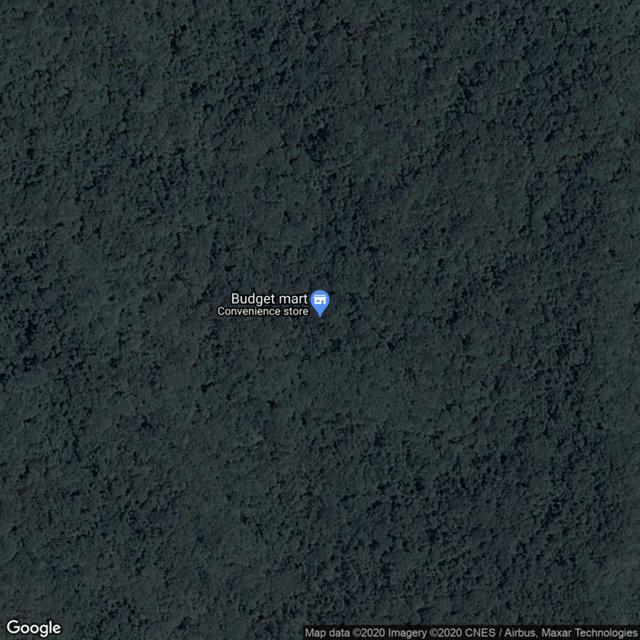 Budget mart
Convenience store
Google
Map data ©2020 Imagery ©2020 CNES / Airbus, Maxar Technologies